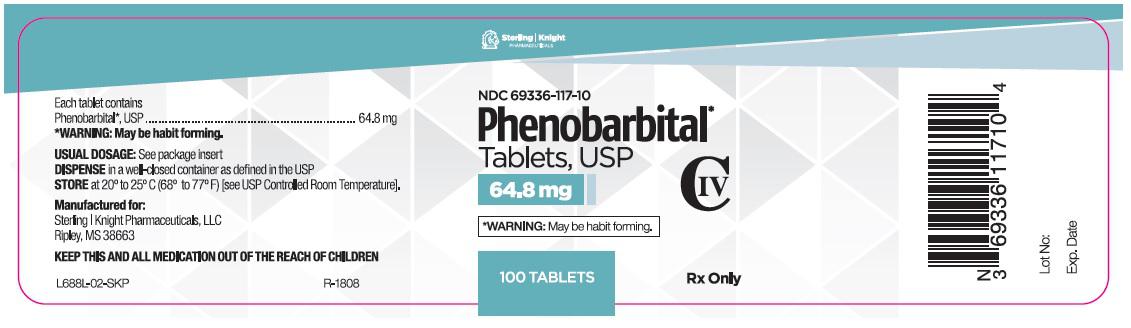 Sterling | Knight
PHARMACEUTICALS
Each tablet contains
Phenobarbital*, USP ........................................................ 64.8 mg
*WARNING: May be habit forming.
USUAL DOSAGE: See package insert
DISPENSE in a well-closed container as defined in the USP
STORE at 20° to 25° C (68° to 77° F) [see USP Controlled Room Temperature].
Manufactured for:
Sterling | Knight Pharmaceuticals, LLC
Ripley, MS 38663
KEEP THIS AND ALL MEDICATION OUT OF THE REACH OF CHILDREN
L688L-02-SKP
R-1808
NDC 69336-117-10
Phenobarbital*
Tablets, USP
64.8 mg
CIV
*WARNING: May be habit forming.
100 TABLETS
Rx Only
N
3 69336 11710 4
Lot No:
Exp. Date